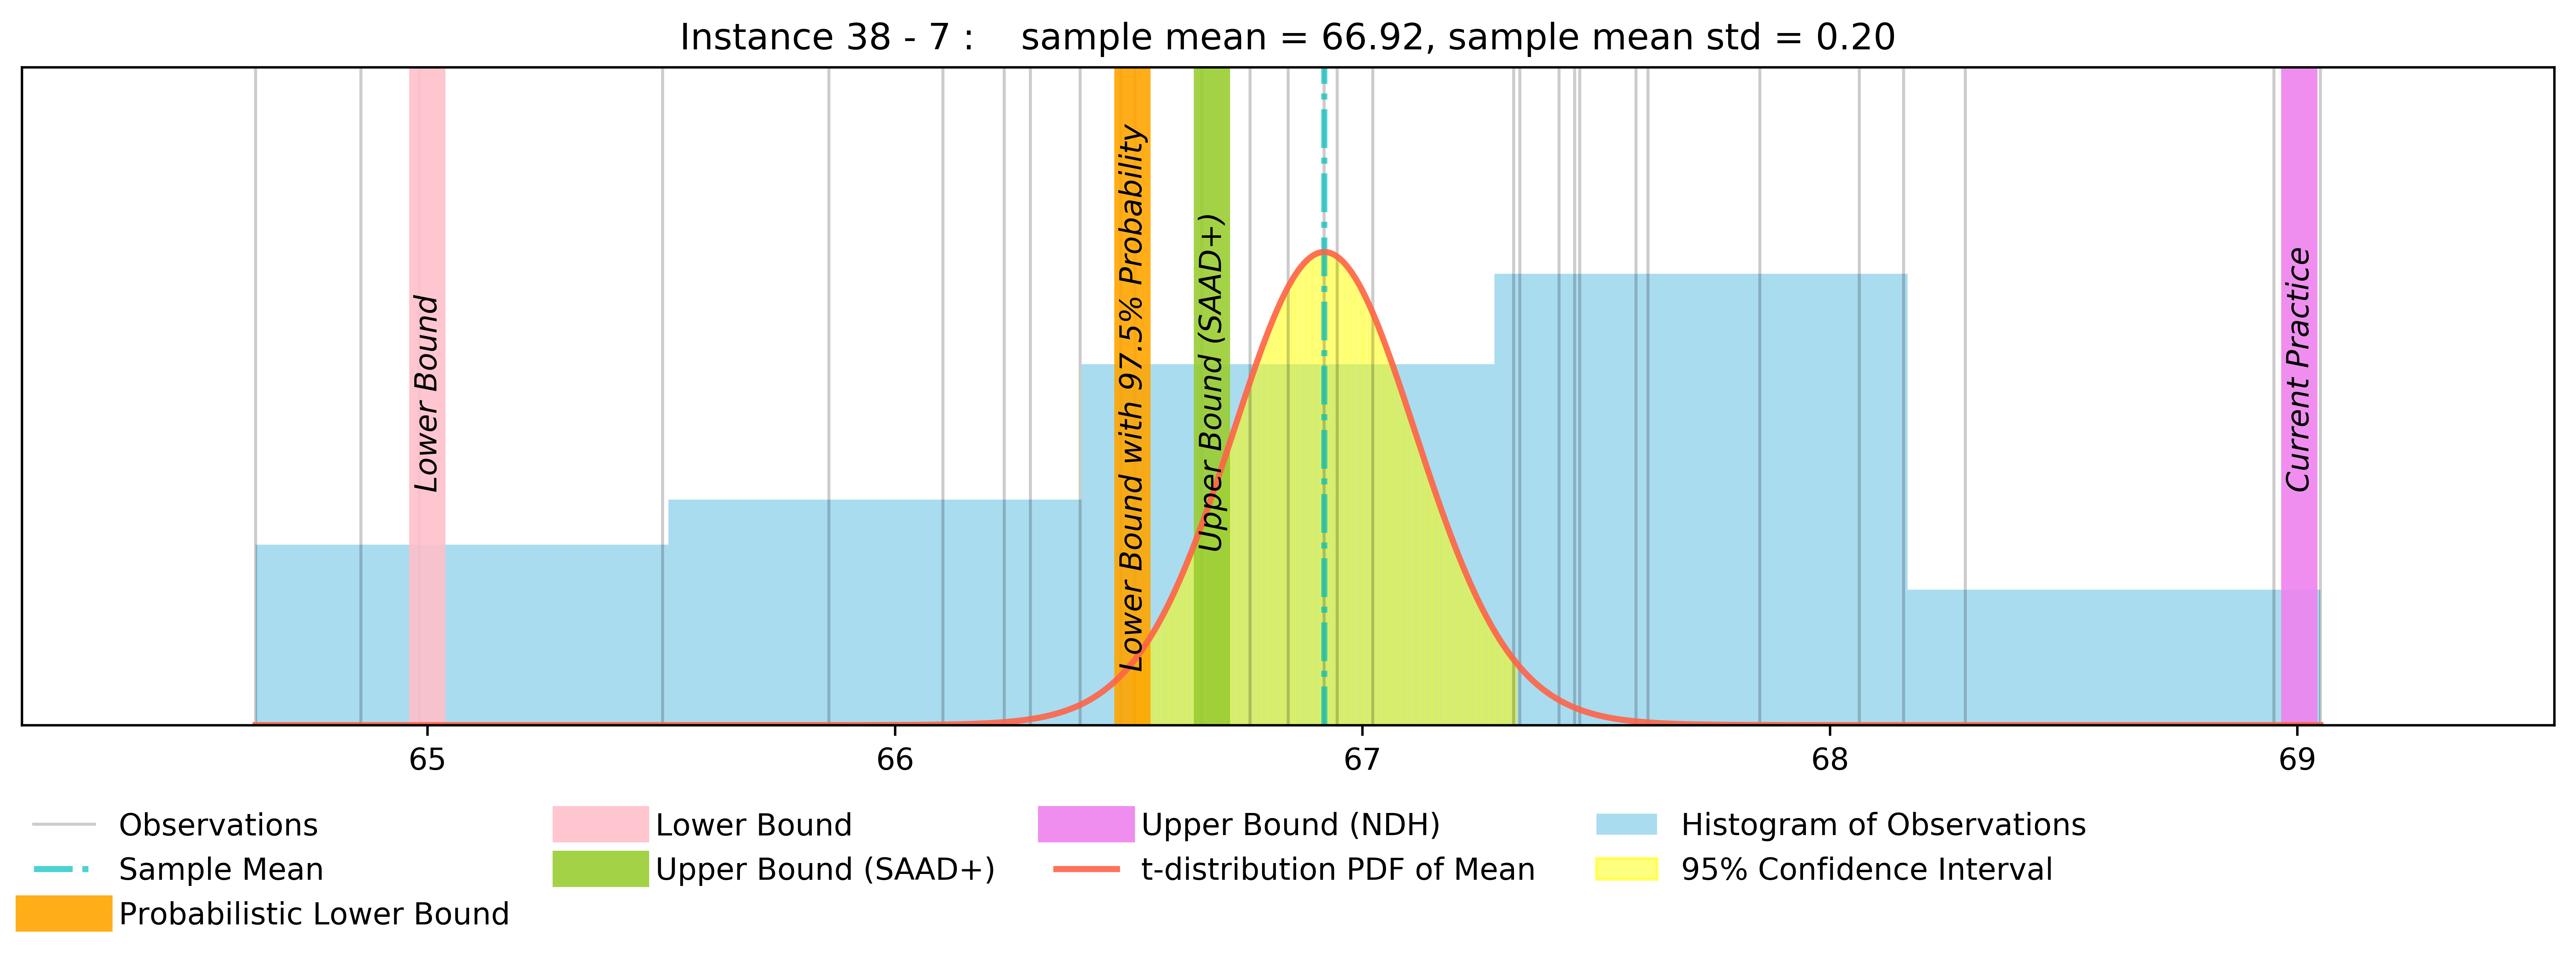 Instance 38 - 7 :    sample mean = 66.92, sample mean std = 0.20
Lower Bound
Lower Bound with 97.5% Probability
Upper Bound (SAAD+)
Current Practice
65
66
67
68
69
Observations
Sample Mean
Probabilistic Lower Bound
Lower Bound
Upper Bound (SAAD+)
Upper Bound (NDH)
t-distribution PDF of Mean
Histogram of Observations
95% Confidence Interval